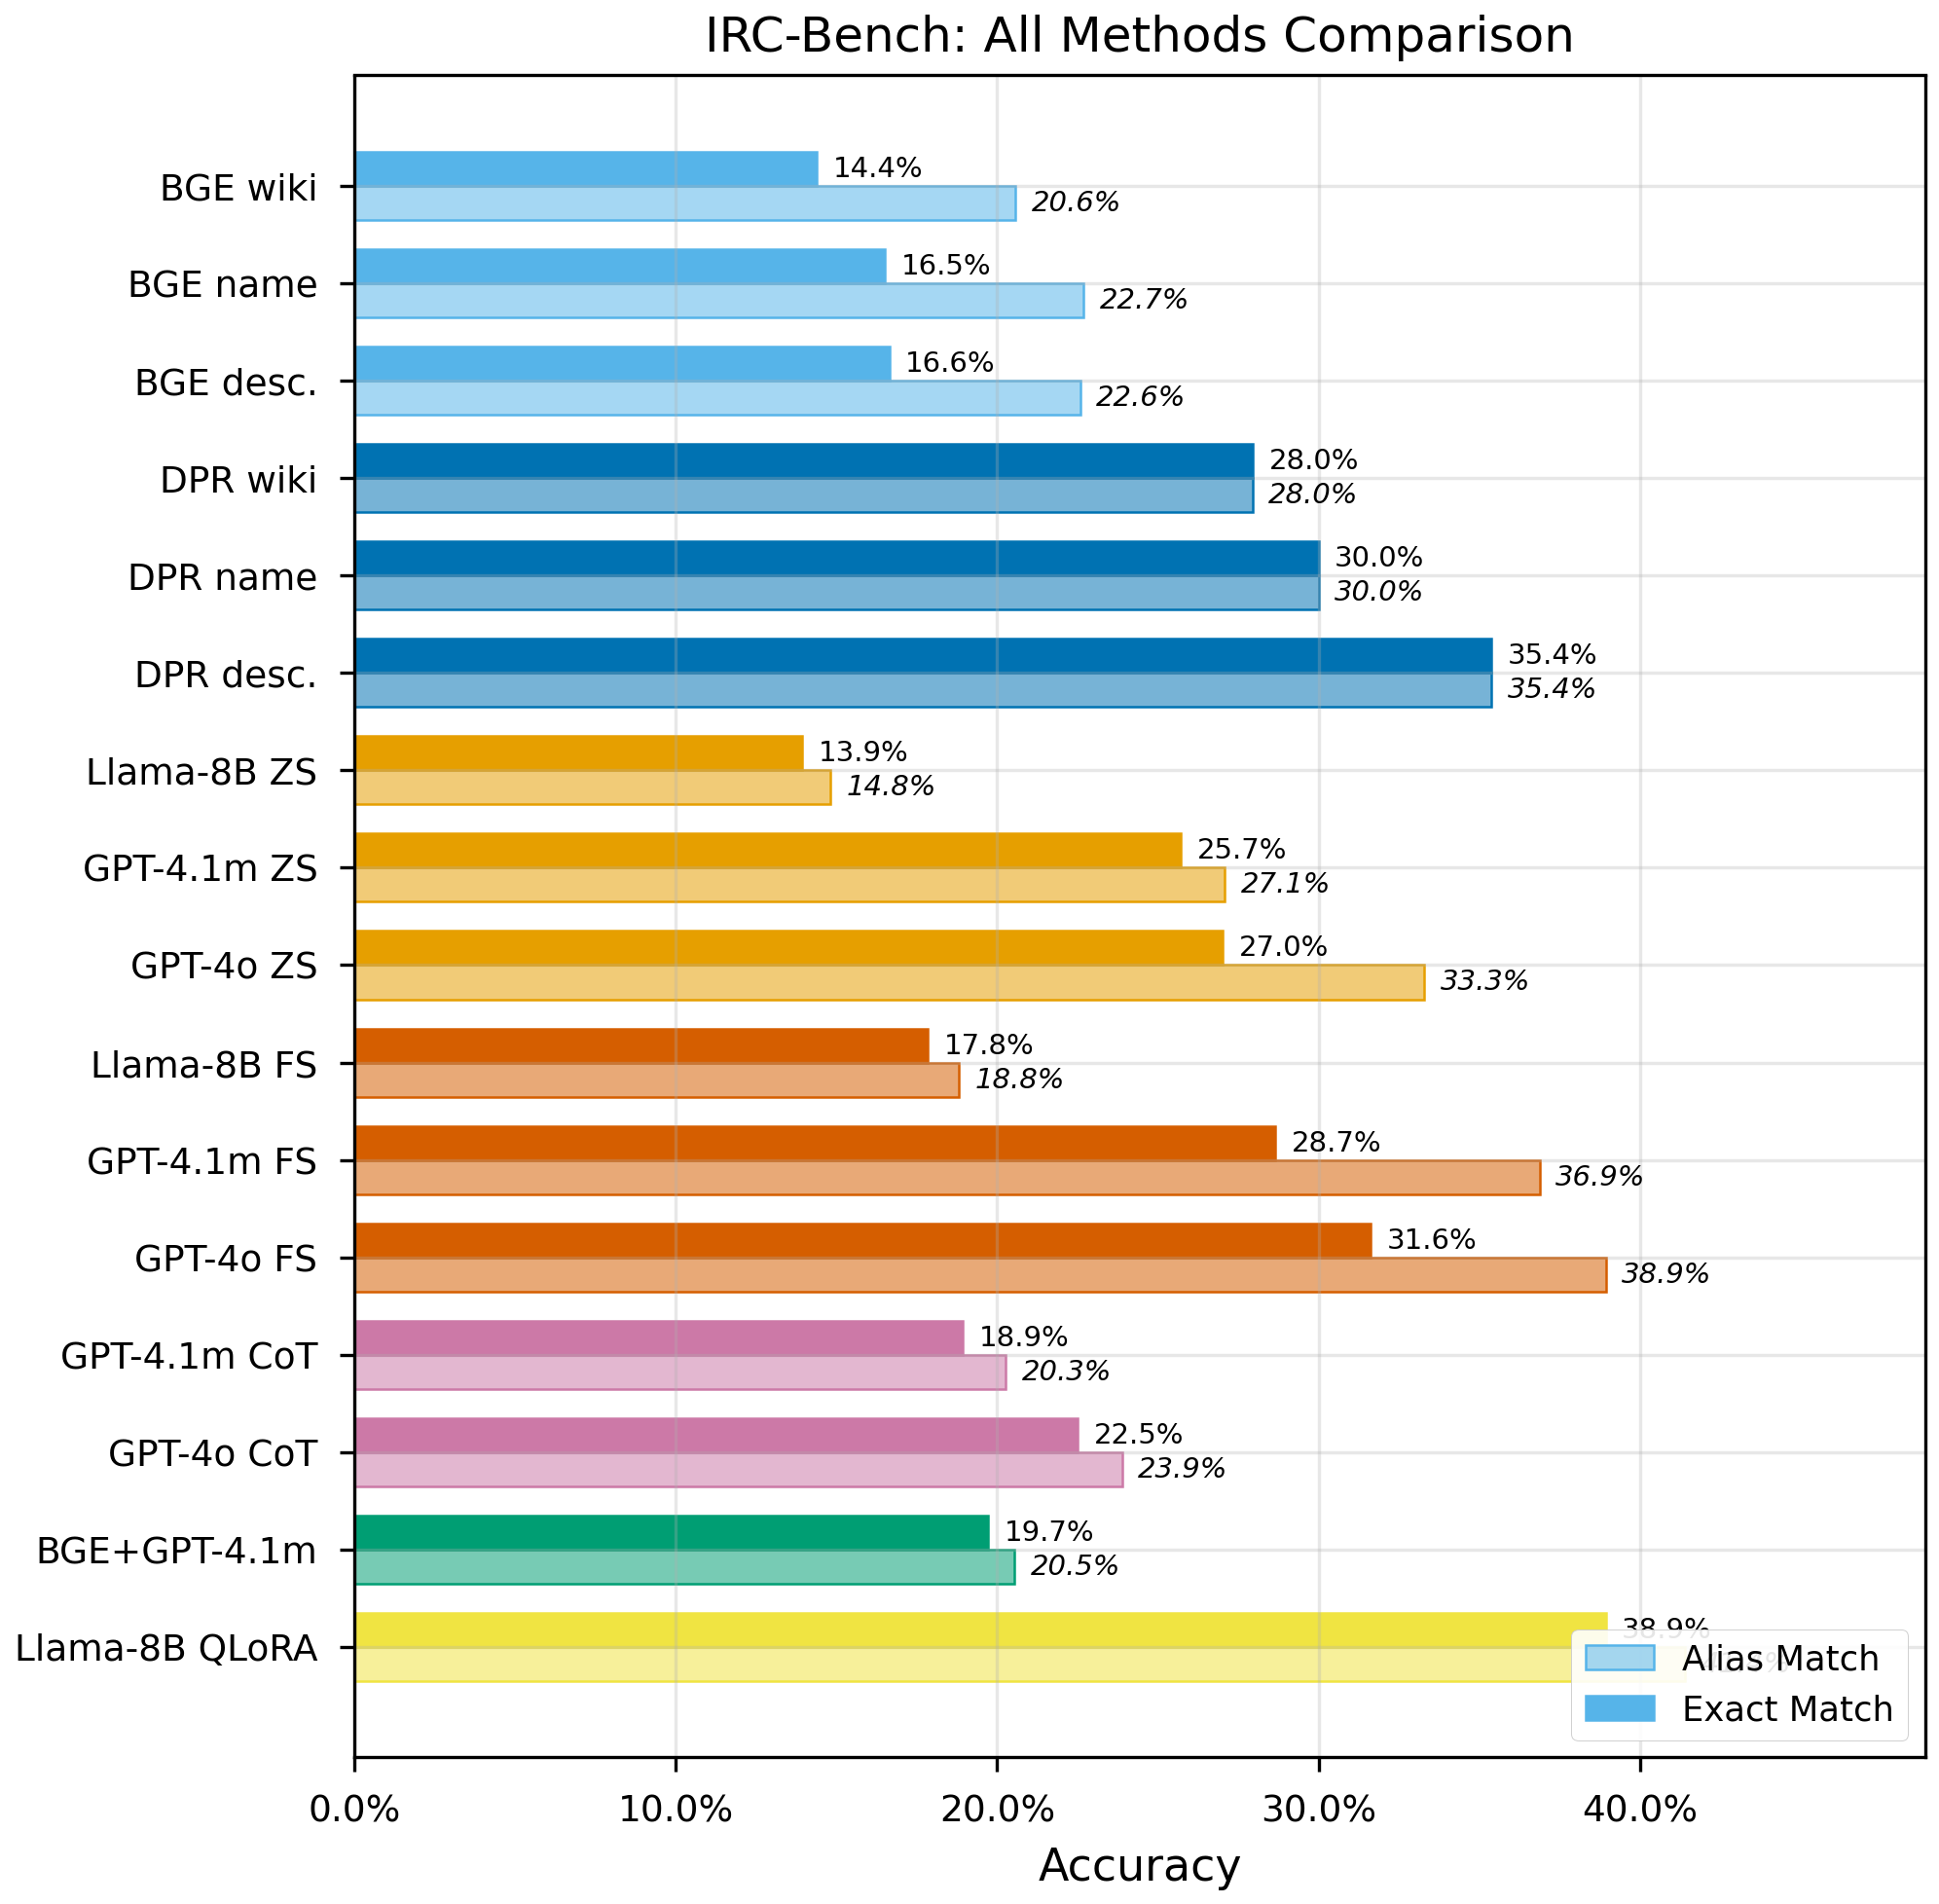 IRC-Bench: All Methods Comparison
BGE wiki
14.4%
20.6%
BGE name
16.5%
22.7%
BGE desc.
16.6%
22.6%
DPR wiki
28.0%
28.0%
DPR name
30.0%
30.0%
DPR desc.
35.4%
35.4%
Llama-8B ZS
13.9%
14.8%
GPT-4.1m ZS
25.7%
27.1%
GPT-4o ZS
27.0%
33.3%
Llama-8B FS
17.8%
18.8%
GPT-4.1m FS
28.7%
36.9%
GPT-4o FS
31.6%
38.9%
GPT-4.1m CoT
18.9%
20.3%
GPT-4o CoT
22.5%
23.9%
BGE+GPT-4.1m
19.7%
20.5%
Llama-8B QLoRA
38.9%
Alias Match
Exact Match
0.0%
10.0%
20.0%
30.0%
40.0%
Accuracy